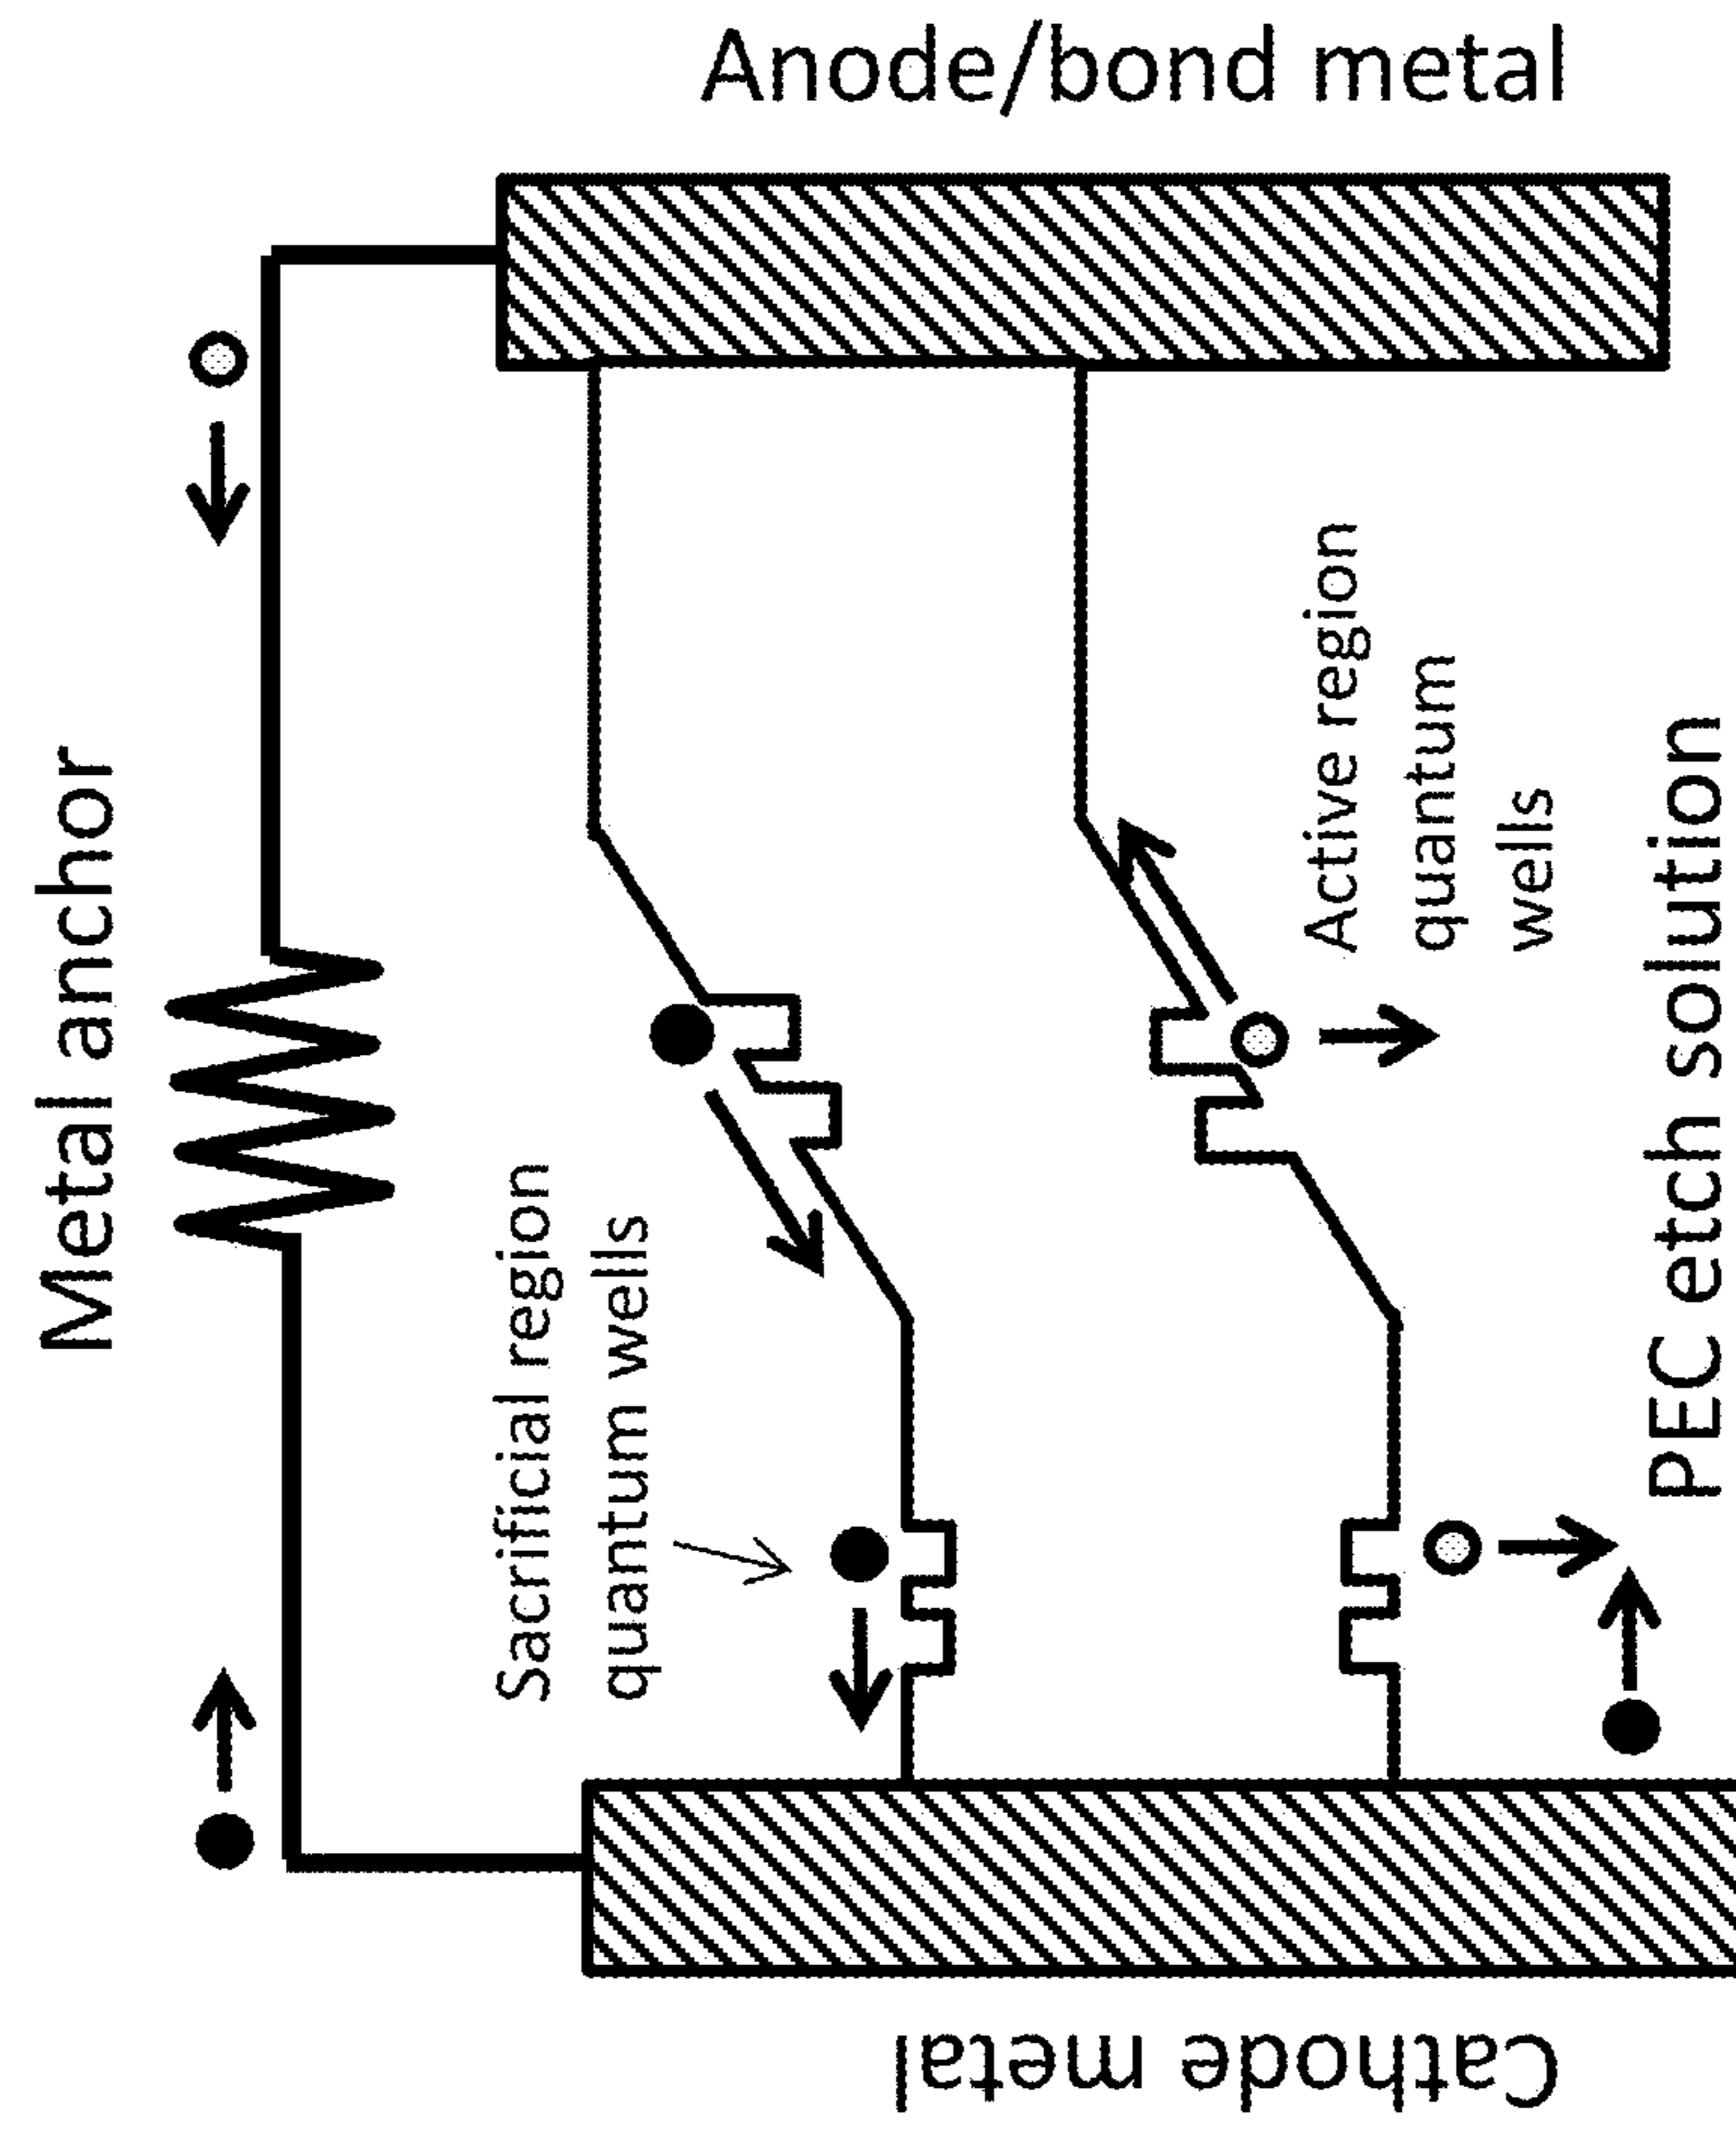 Metal anchor
Anode/bond metal
Sacrificial region
quantum wells
Active region
quantum
wells
PEC etch solution
Cathode metal